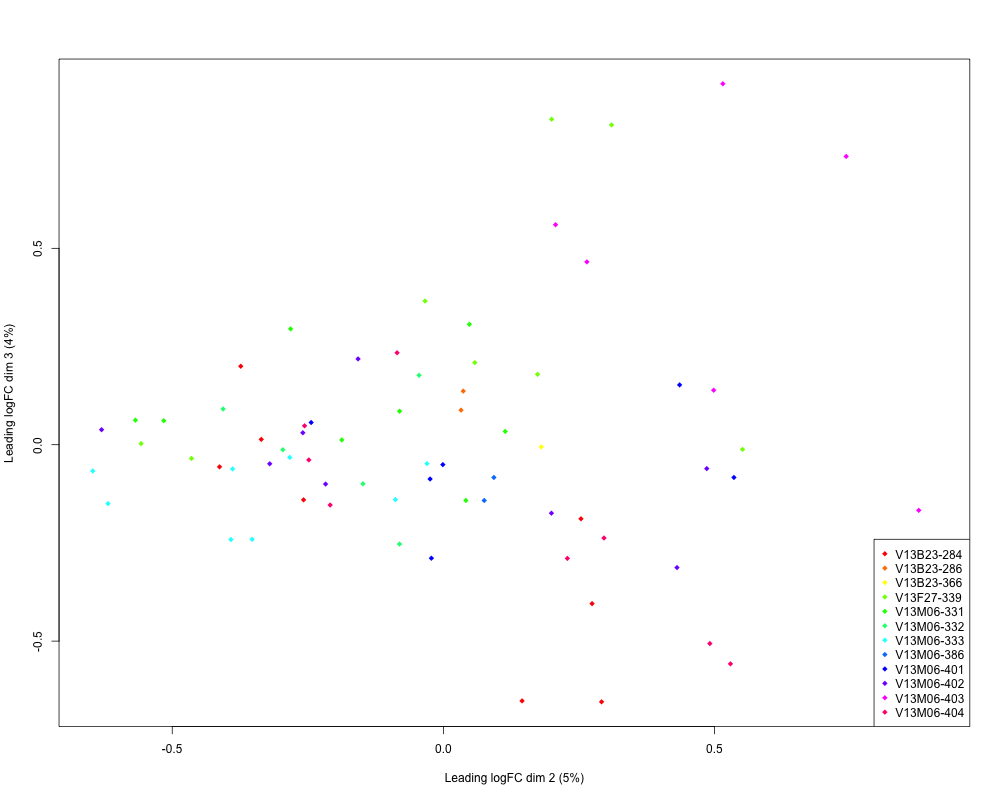 0.5
0.0
-0.5
Leading logFC dim 3 (4%)
V13B23-284
V13B23-286
V13B23-366
V13F27-339
V13M06-331
V13M06-332
V13M06-333
V13M06-386
V13M06-401
V13M06-402
V13M06-403
V13M06-404
-0.5 0.0 0.5
Leading logFC dim 2 (5%)